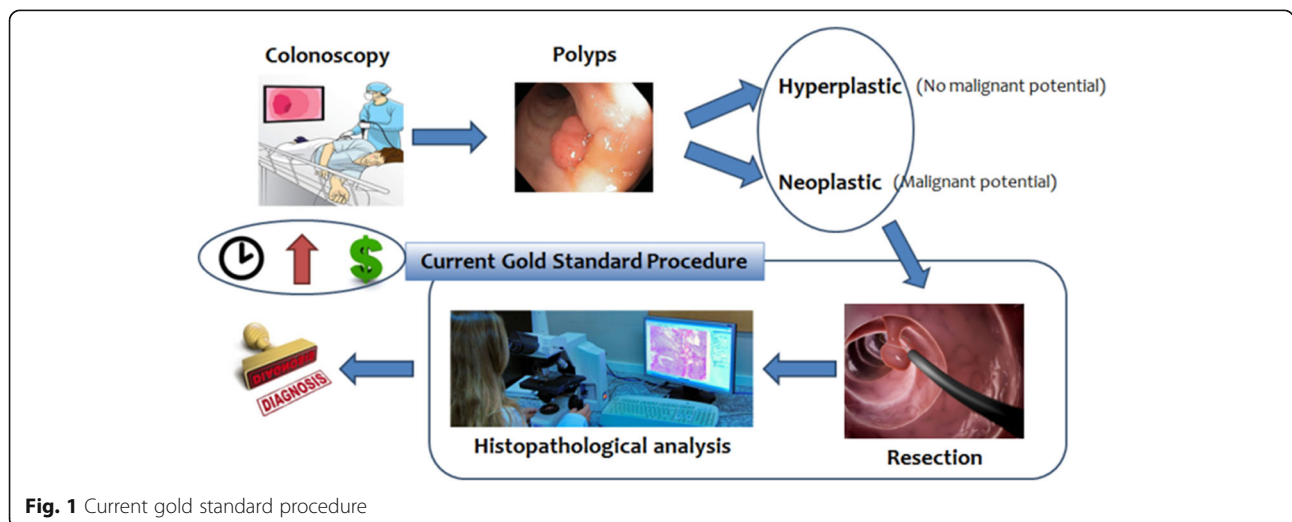 Colonoscopy
Polyps
Hyperplastic (No malignant potential)
Neoplastic (Malignant potential)
$
Current Gold Standard Procedure
DIAGNOSIS
DIAGNOSIS
Histopathological analysis
Resection
Fig. 1 Current gold standard procedure